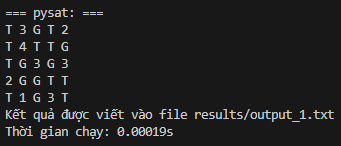 === pysat: ===
T 3 G T 2
T 4 T T G
T G 3 G 3
2 G G T T
T 1 G 3 T
Kết quả được viết vào file results/output_1.txt
Thời gian chạy: 0.00019s